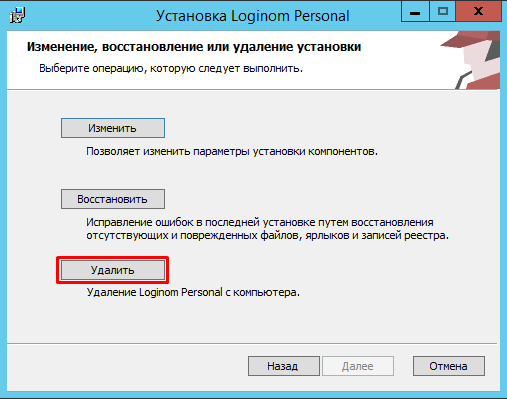 Установка Loginom Personal
Изменение, восстановление или удаление установки
Выберите операцию, которую следует выполнить.
Изменить
Позволяет изменить параметры установки компонентов.
Восстановить
Исправление ошибок в последней установке путем восстановления
отсутствующих и поврежденных файлов, ярлыков и записей реестра.
Удалить
Удаление Loginom Personal с компьютера.
Назад
Далее
Отмена